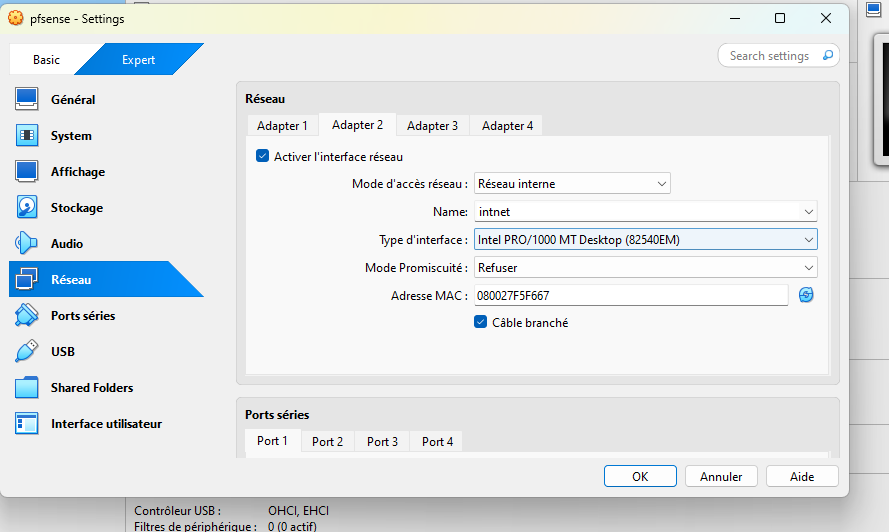 pfsense - Settings
Basic
Expert
Search settings
Général
System
Affichage
Stockage
Audio
Réseau
Ports séries
USB
Shared Folders
Interface utilisateur
Réseau
Adapter 1
Adapter 2
Adapter 3
Adapter 4
Activer l'interface réseau
Mode d'accès réseau : Réseau interne
Name: intnet
Type d'interface : Intel PRO/1000 MT Desktop (82540EM)
Mode Promiscuité : Refuser
Adresse MAC : 080027F5F667
Câble branché
Ports séries
Port 1
Port 2
Port 3
Port 4
OK
Annuler
Aide
Contrôleur USB : OHCI, EHCI
Filtres de périphérique : 0 (0 actif)